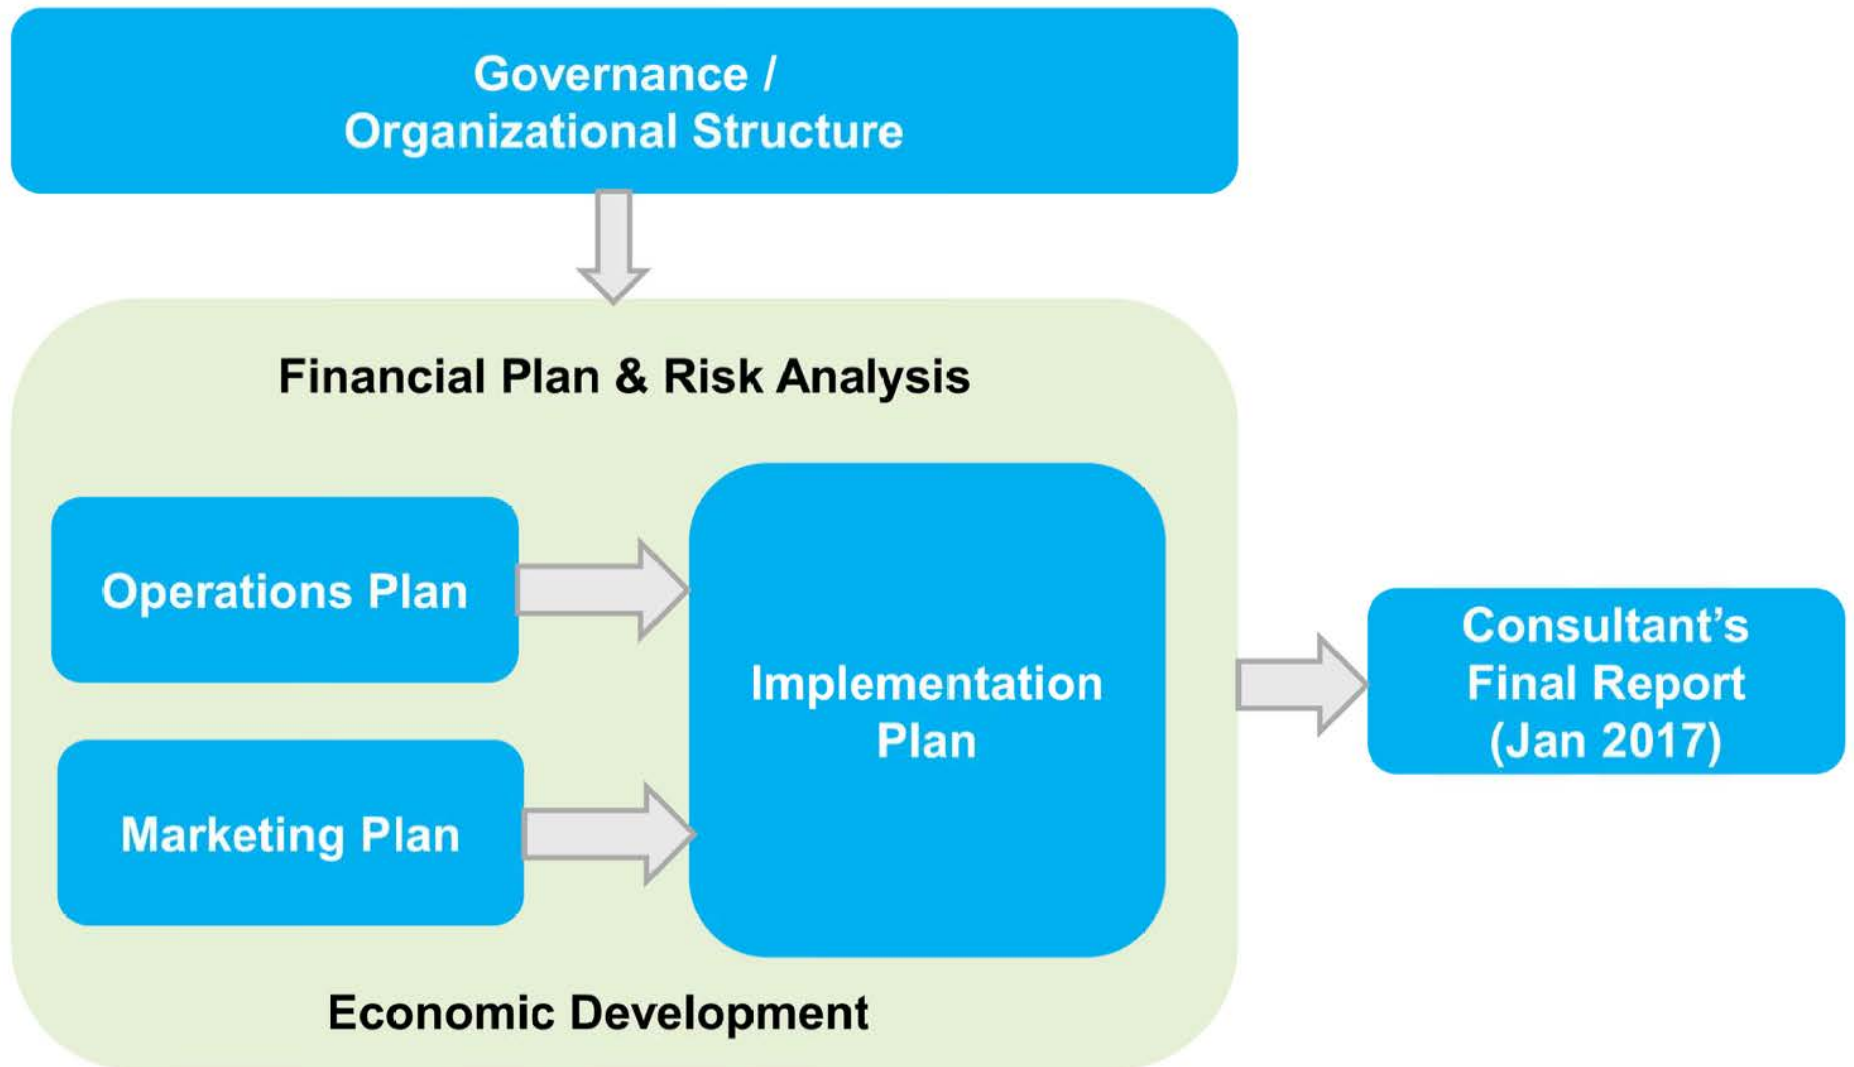 Governance /
Organizational Structure
Financial Plan & Risk Analysis
Operations Plan
Marketing Plan
Implementation
Plan
Consultant’s
Final Report
(Jan 2017)
Economic Development